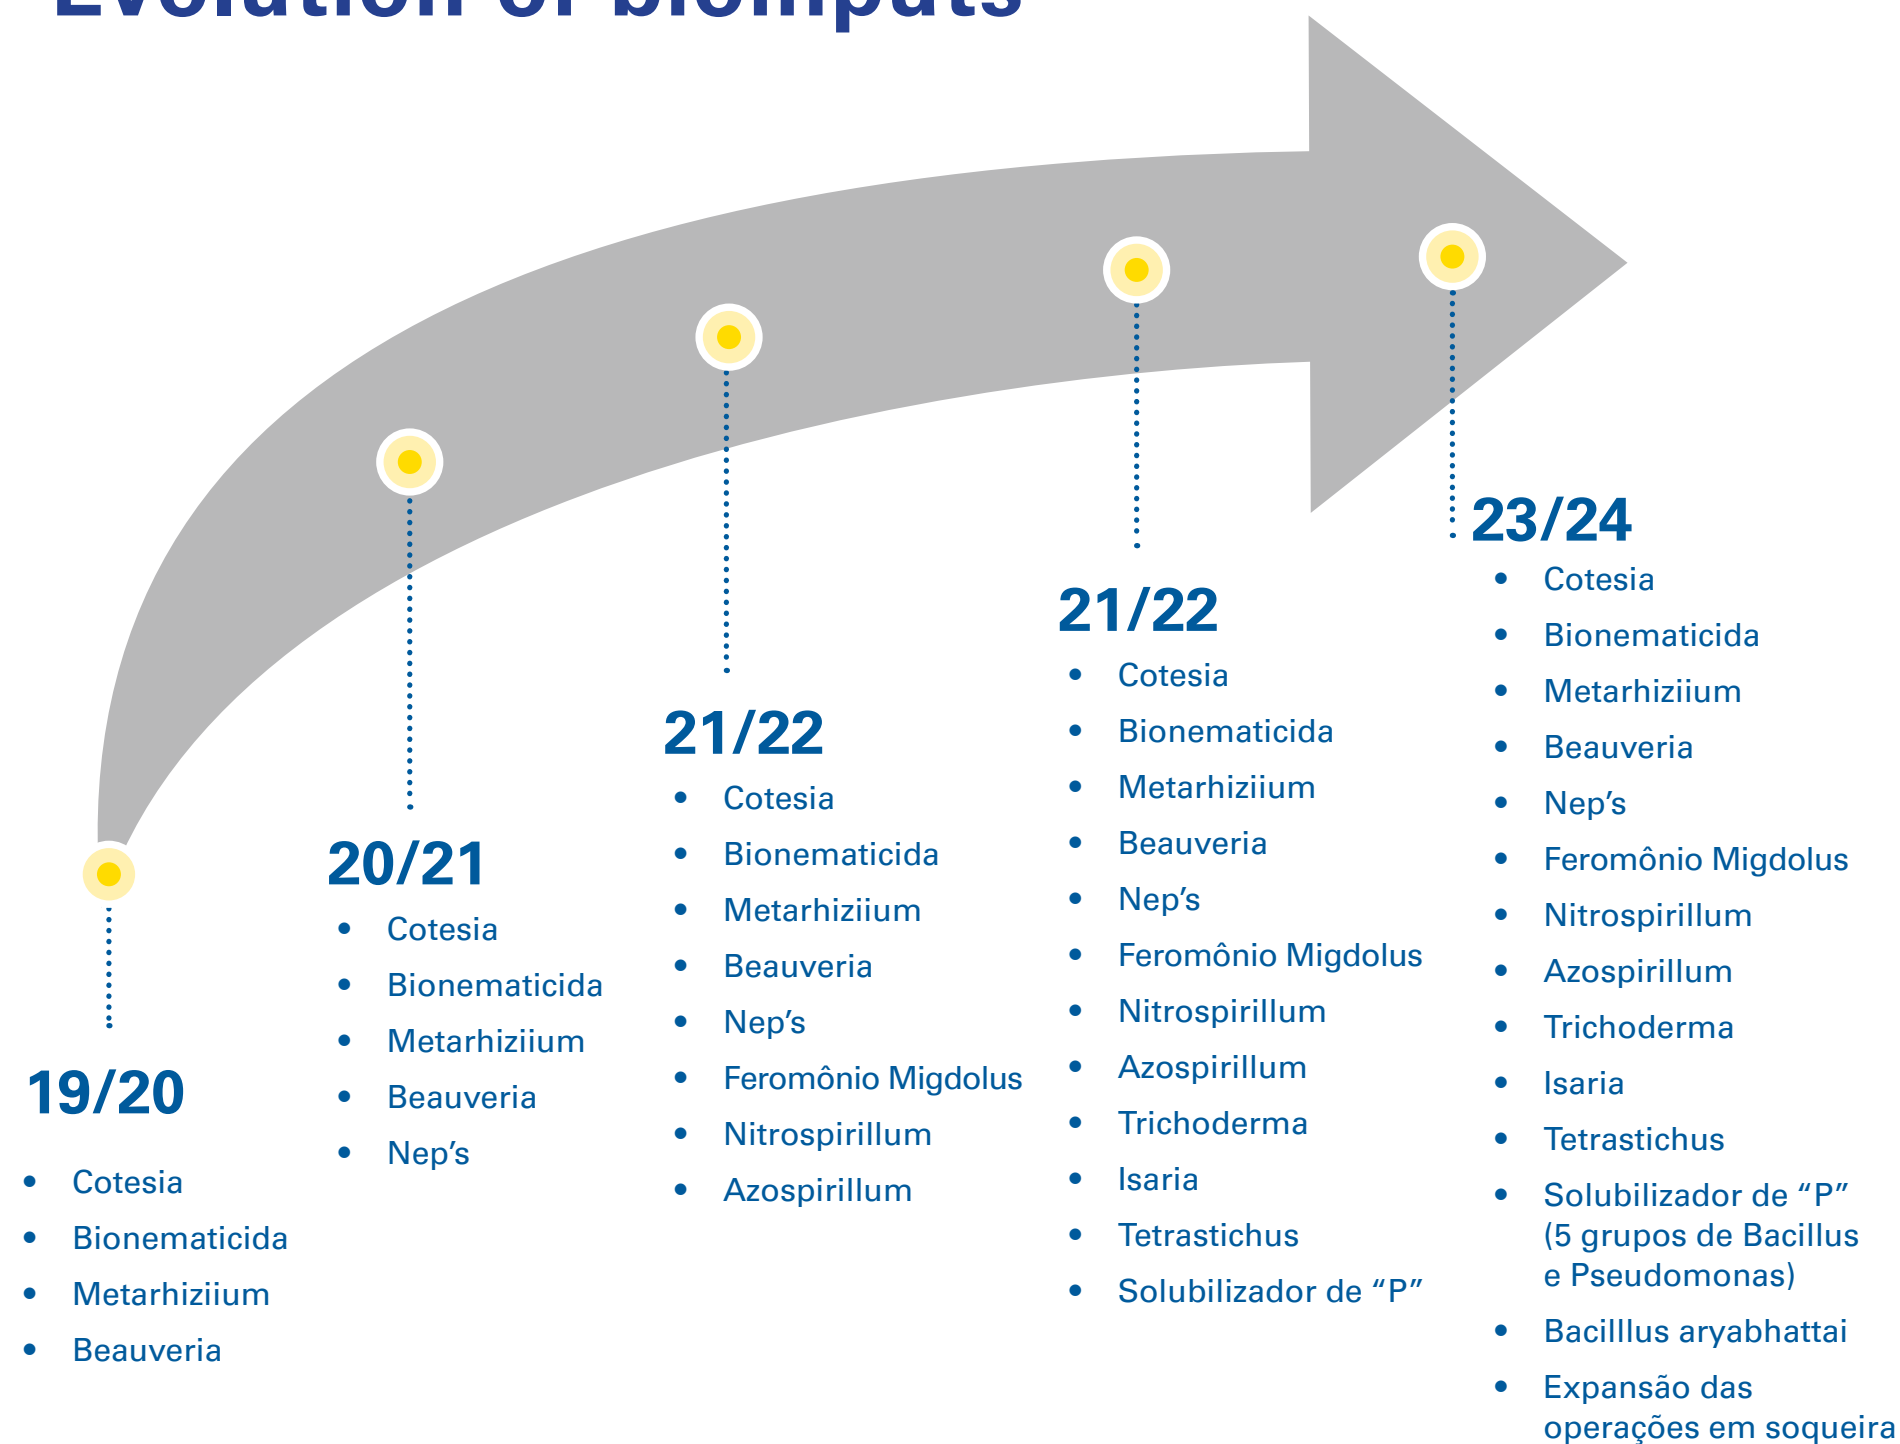 Evolution of bioinputs
19/20
• Cotesia
• Bionematicida
• Metarhiziium
• Beauveria
20/21
• Cotesia
• Bionematicida
• Metarhiziium
• Beauveria
• Nep’s
21/22
• Cotesia
• Bionematicida
• Metarhiziium
• Beauveria
• Nep’s
• Feromônio Migdolus
• Nitrospirillum
• Azospirillum
21/22
• Cotesia
• Bionematicida
• Metarhiziium
• Beauveria
• Nep’s
• Feromônio Migdolus
• Nitrospirillum
• Azospirillum
• Trichoderma
• Isaria
• Tetrastichus
• Solubilizador de “P”
23/24
• Cotesia
• Bionematicida
• Metarhiziium
• Beauveria
• Nep’s
• Feromônio Migdolus
• Nitrospirillum
• Azospirillum
• Trichoderma
• Isaria
• Tetrastichus
• Solubilizador de “P”
(5 grupos de Bacillus
e Pseudomonas)
• Bacilllus aryabhattai
• Expansão das
operações em soqueira